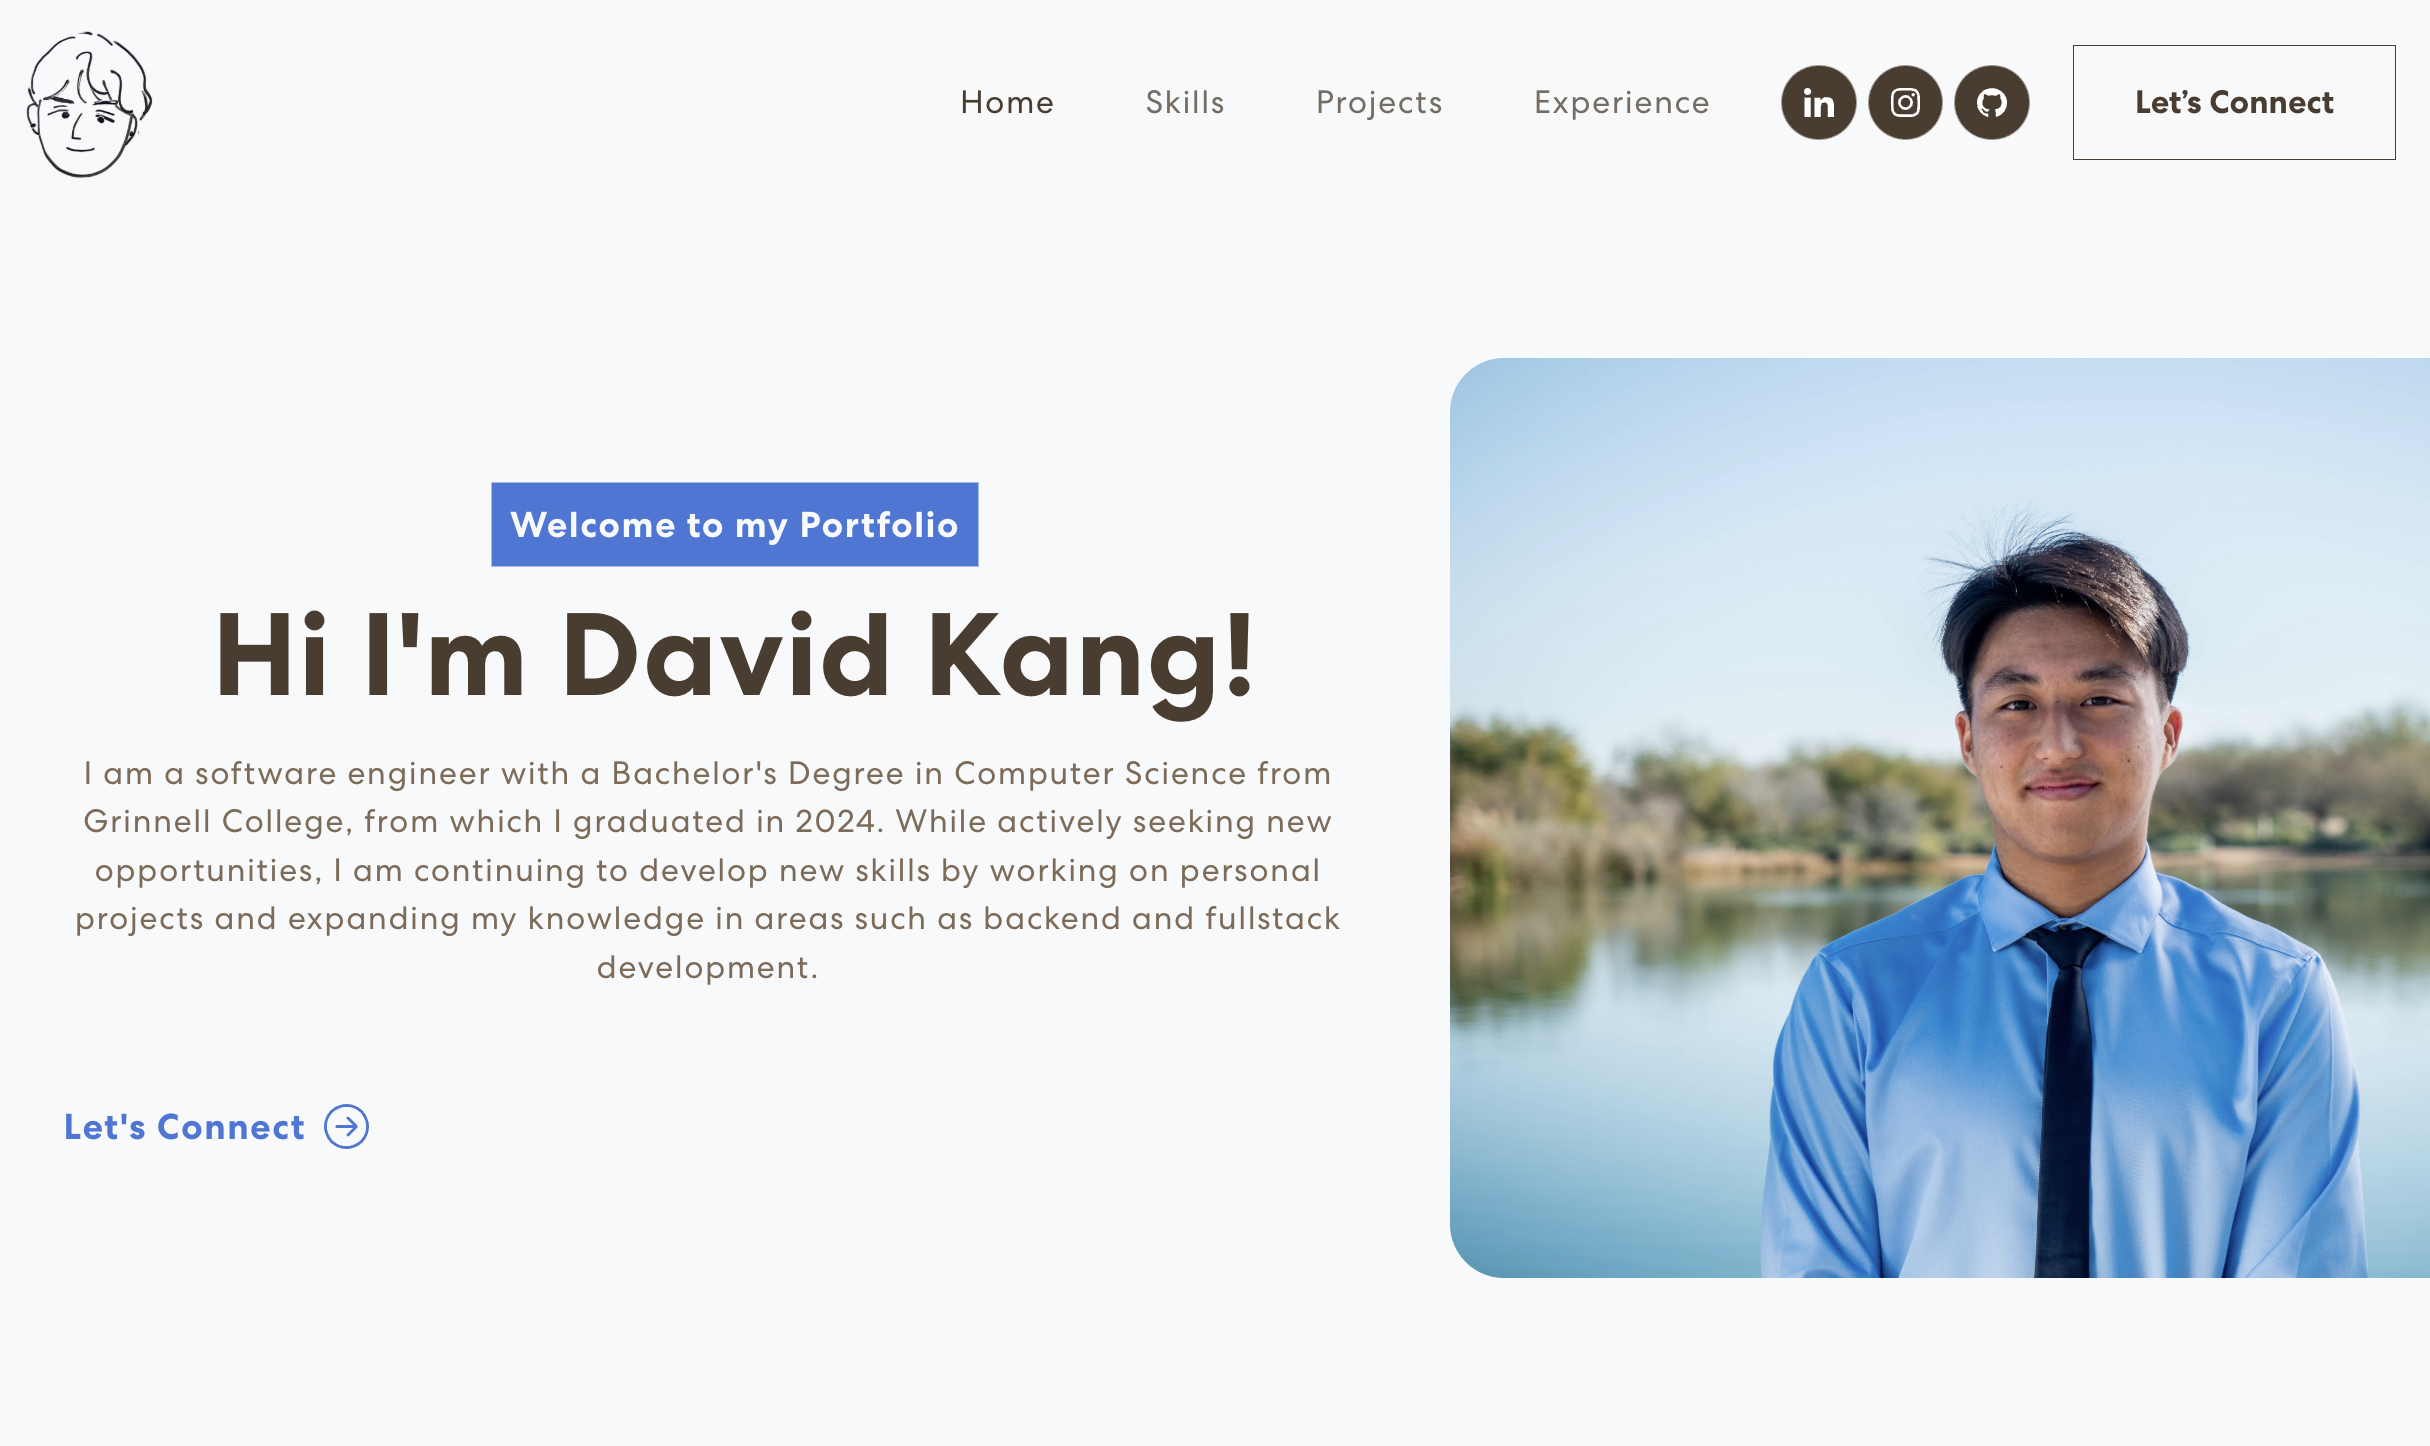 Home
Skills
Projects
Experience
in
Let’s Connect
Welcome to my Portfolio
Hi I'm David Kang!
I am a software engineer with a Bachelor's Degree in Computer Science from
Grinnell College, from which I graduated in 2024. While actively seeking new
opportunities, I am continuing to develop new skills by working on personal
projects and expanding my knowledge in areas such as backend and fullstack
development.
Let's Connect